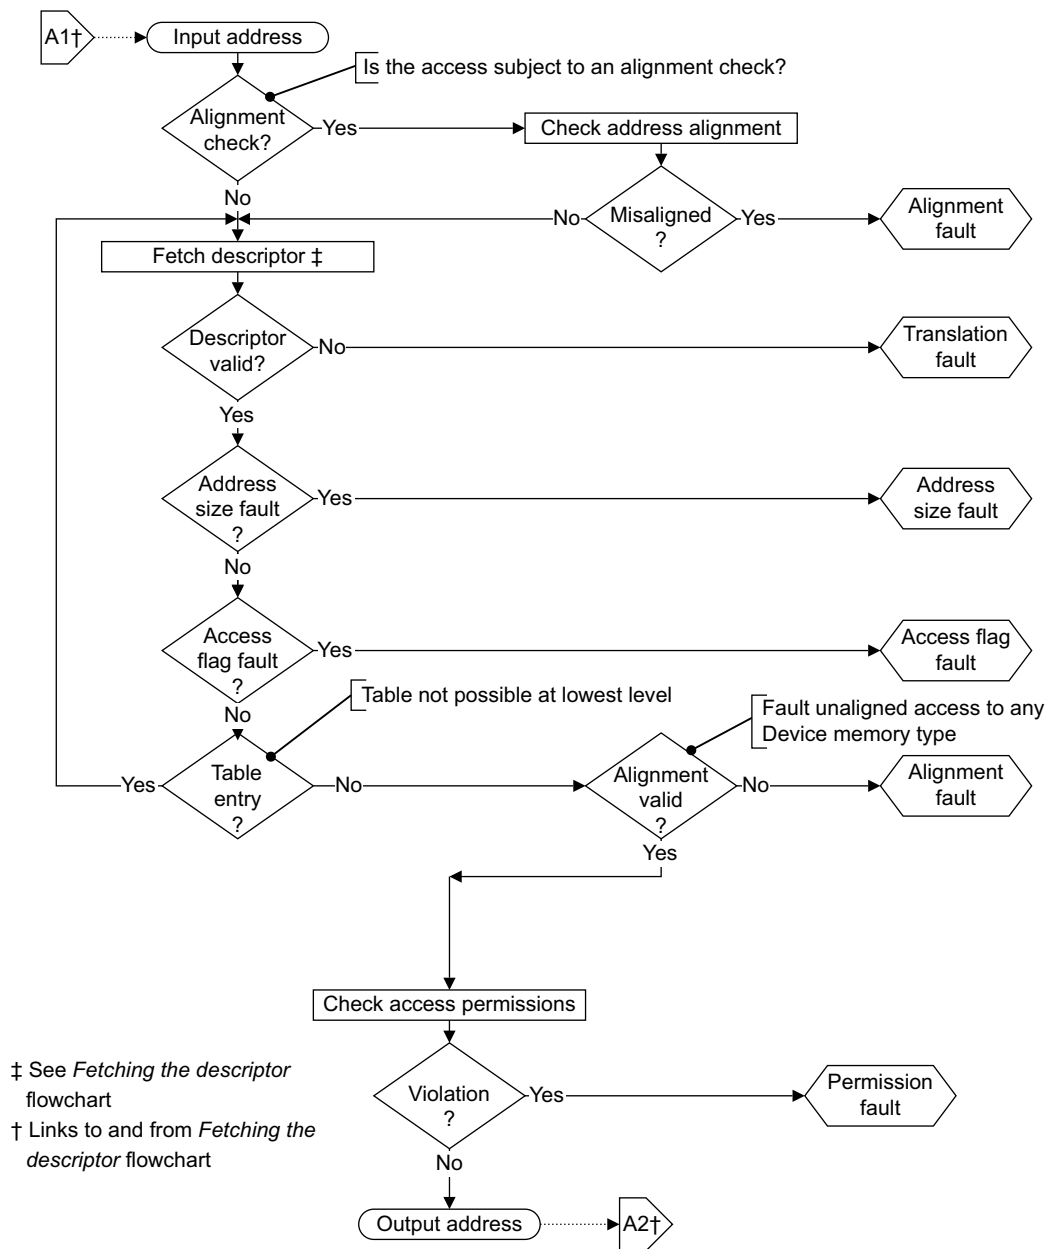 A1†
Input address
Is the access subject to an alignment check?
Alignment
check?
Yes
Check address alignment
No
No
Misaligned
?
Yes
Alignment
fault
Fetch descriptor ‡
Descriptor
valid?
No
Translation
fault
Yes
Address
size fault
?
Yes
Address
size fault
No
Access
flag fault
?
Yes
Access flag
fault
No
Table not possible at lowest level
Fault unaligned access to any
Device memory type
Yes
Table
entry
?
No
Alignment
valid
?
No
Alignment
fault
Yes
Check access permissions
‡ See Fetching the descriptor
flowchart
† Links to and from Fetching the
descriptor flowchart
Violation
?
Yes
Permission
fault
No
Output address
A2†